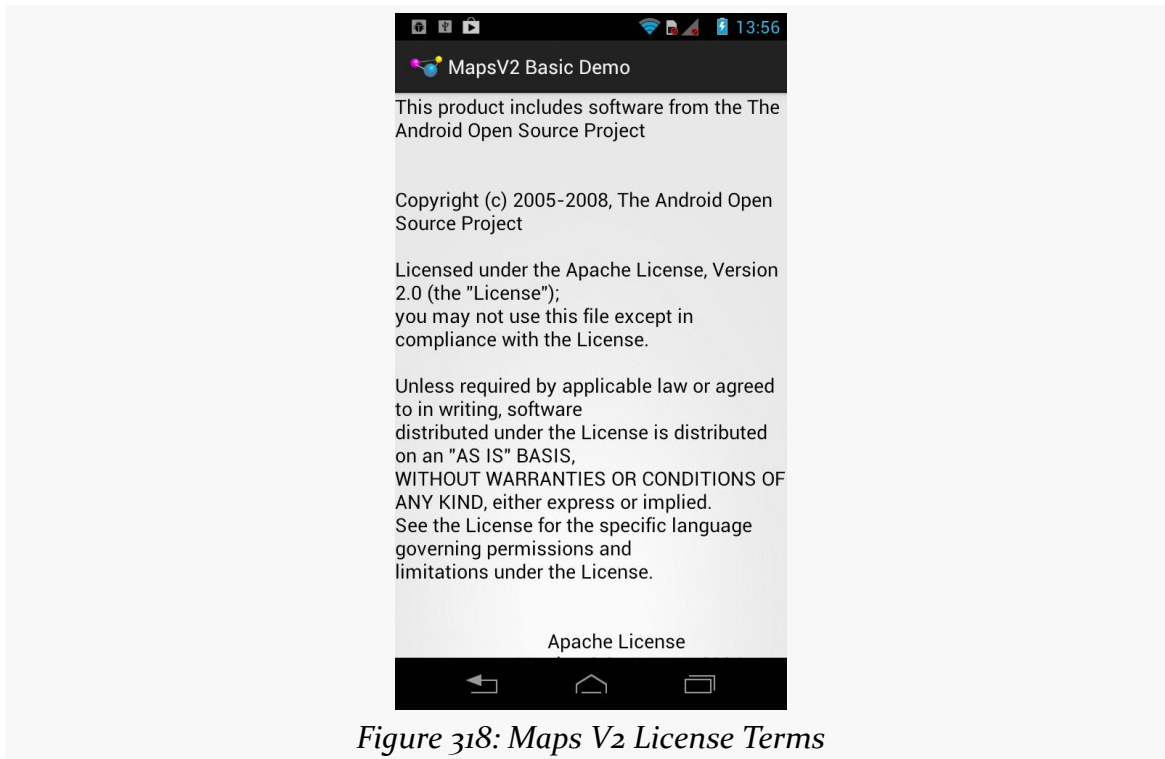 13:56
MapsV2 Basic Demo
This product includes software from the The
Android Open Source Project
Copyright (c) 2005-2008, The Android Open
Source Project
Licensed under the Apache License, Version
2.0 (the "License");
you may not use this file except in
compliance with the License.
Unless required by applicable law or agreed
to in writing, software
distributed under the License is distributed
on an "AS IS" BASIS,
WITHOUT WARRANTIES OR CONDITIONS OF
ANY KIND, either express or implied.
See the License for the specific language
governing permissions and
limitations under the License.
Apache License
Figure 318: Maps V2 License Terms